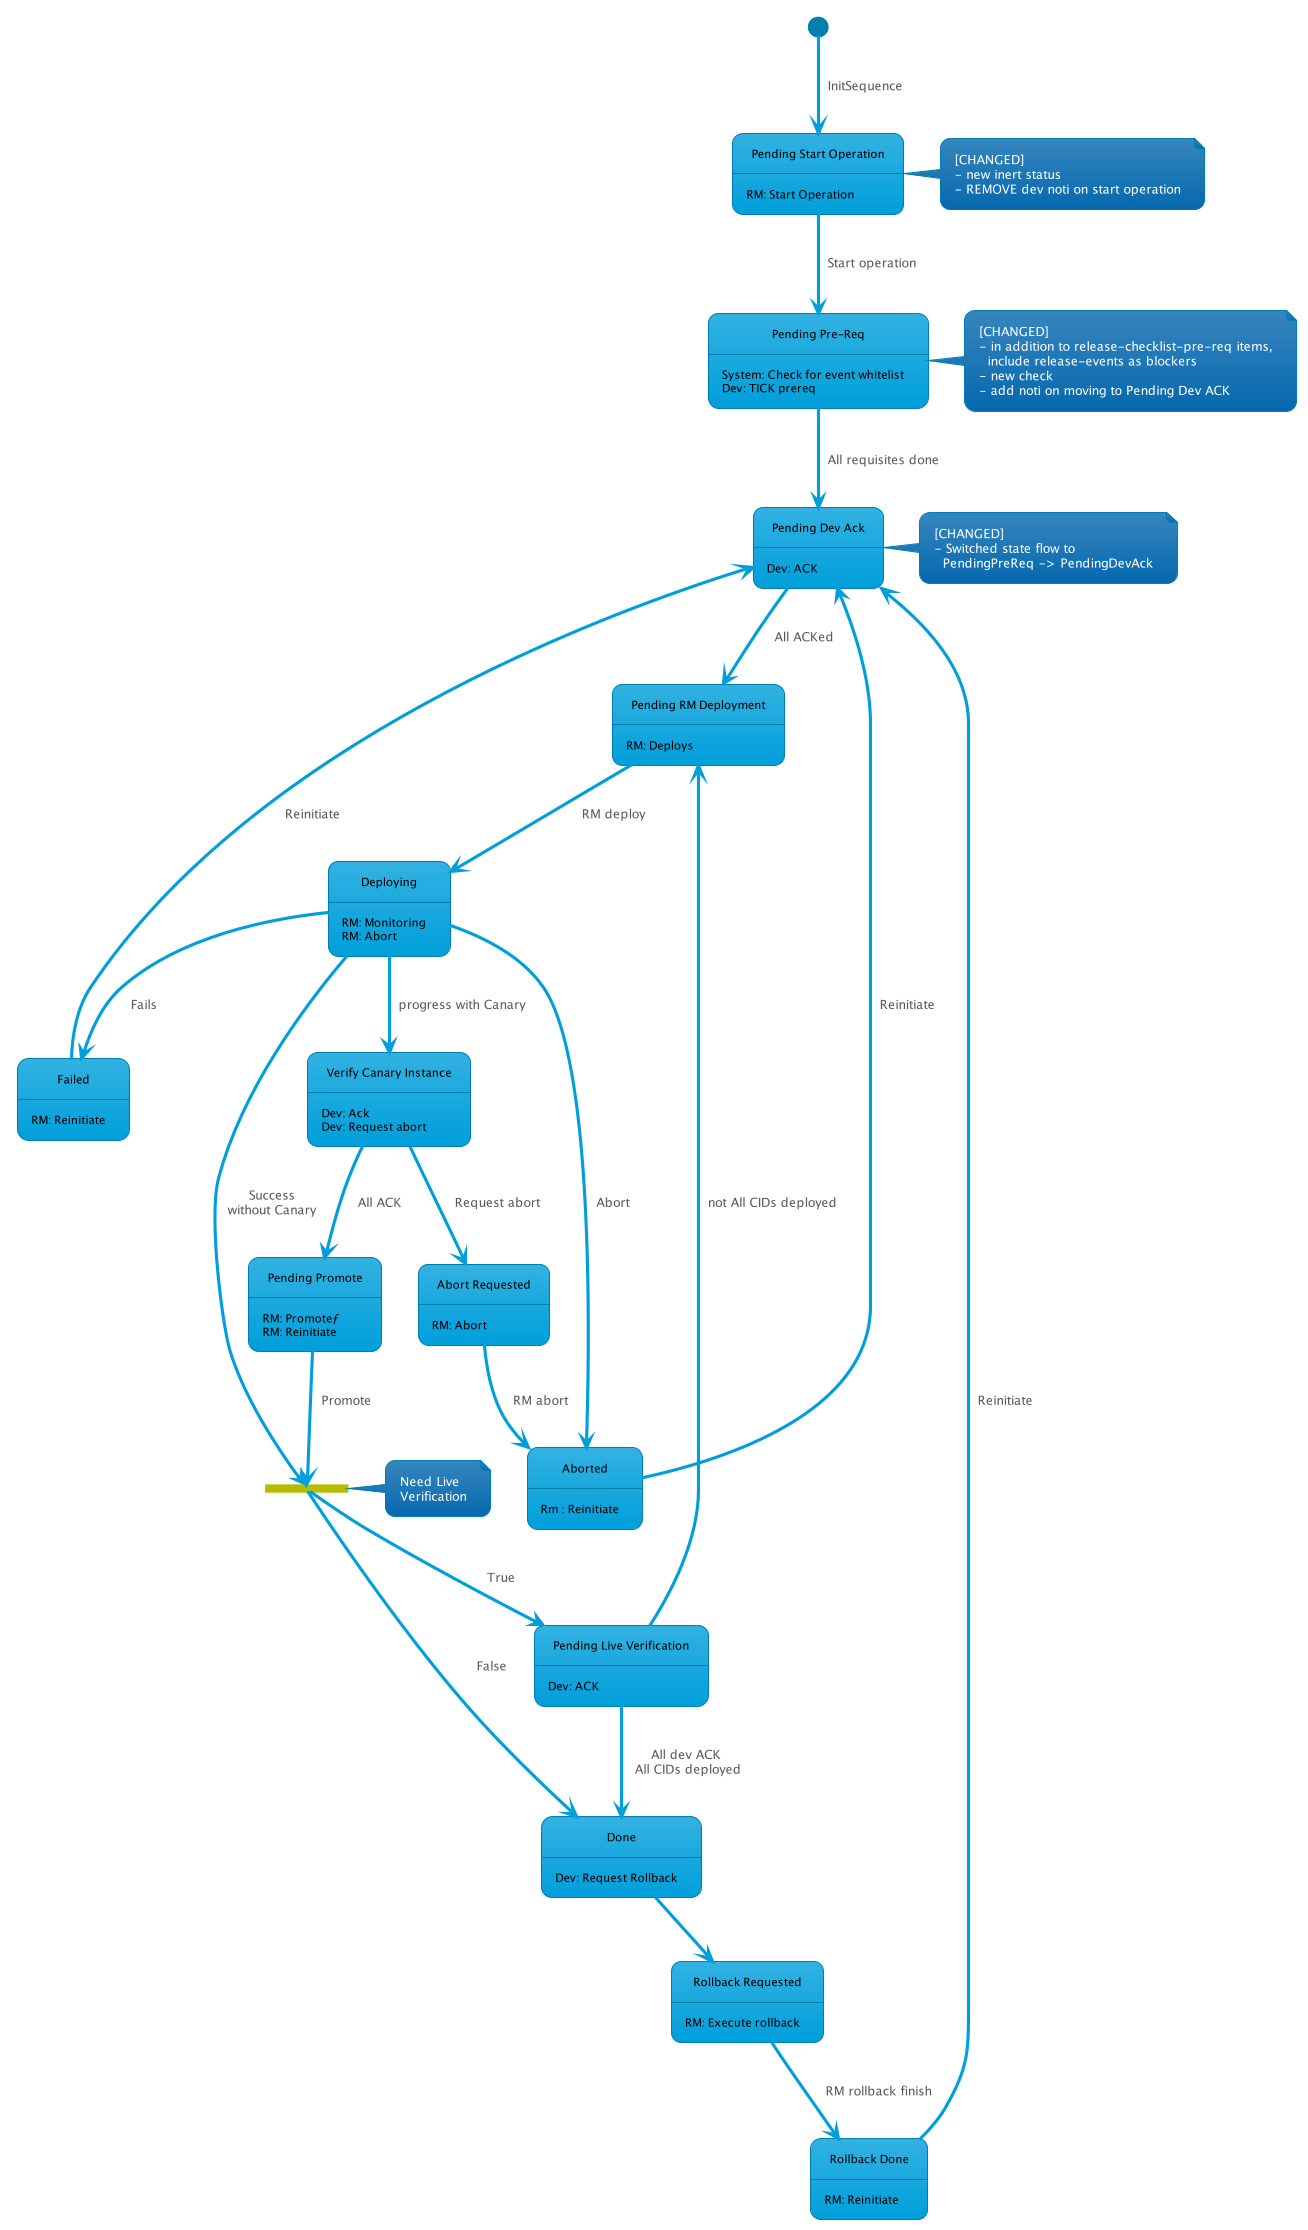 InitSequence
Pending Start Operation
RM: Start Operation
[CHANGED]
- new inert status
- REMOVE dev noti on start operation
Start operation
Pending Pre-Req
System: Check for event whitelist
Dev: TICK prereq
[CHANGED]
- in addition to release-checklist-pre-req items,
include release-events as blockers
- new check
- add noti on moving to Pending Dev ACK
All requisites done
Pending Dev Ack
Dev: ACK
[CHANGED]
- Switched state flow to
PendingPreReq -> PendingDevAck
All ACKed
Pending RM Deployment
RM: Deploys
Reinitiate
RM deploy
Deploying
RM: Monitoring
RM: Abort
Fails
progress with Canary
Reinitiate
Failed
RM: Reinitiate
Verify Canary Instance
Dev: Ack
Dev: Request abort
Success
without Canary
All ACK
Request abort
Abort
not All CIDs deployed
Pending Promote
RM: Promoteƒ
RM: Reinitiate
Abort Requested
RM: Abort
Promote
RM abort
Reinitiate
Need Live
Verification
Aborted
Rm : Reinitiate
True
Pending Live Verification
Dev: ACK
False
All dev ACK
All CIDs deployed
Done
Dev: Request Rollback
Rollback Requested
RM: Execute rollback
RM rollback finish
Rollback Done
RM: Reinitiate